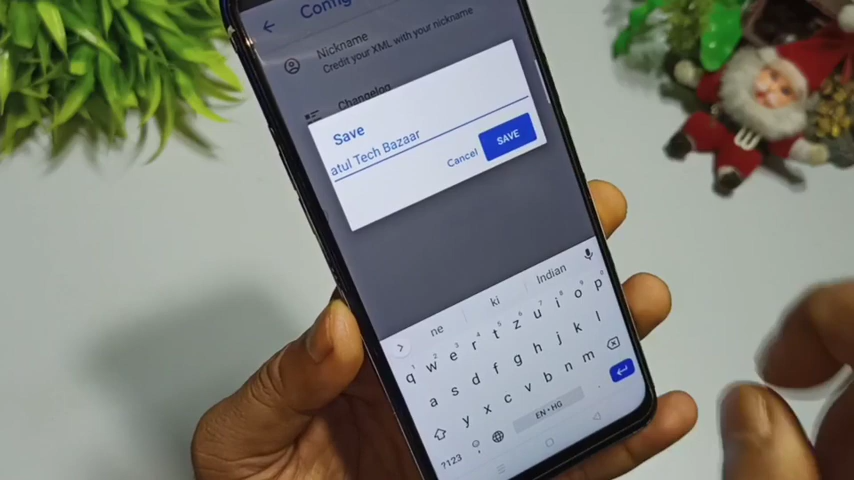 Config
Nickname
Credit your XML with your nickname
Changelog
Save
atul Tech Bazaar
Cancel SAVE
ne ki Indian
q w e r t z u i o p
a s d f g h j k l
y x c v b n m
?123 EN • HG .